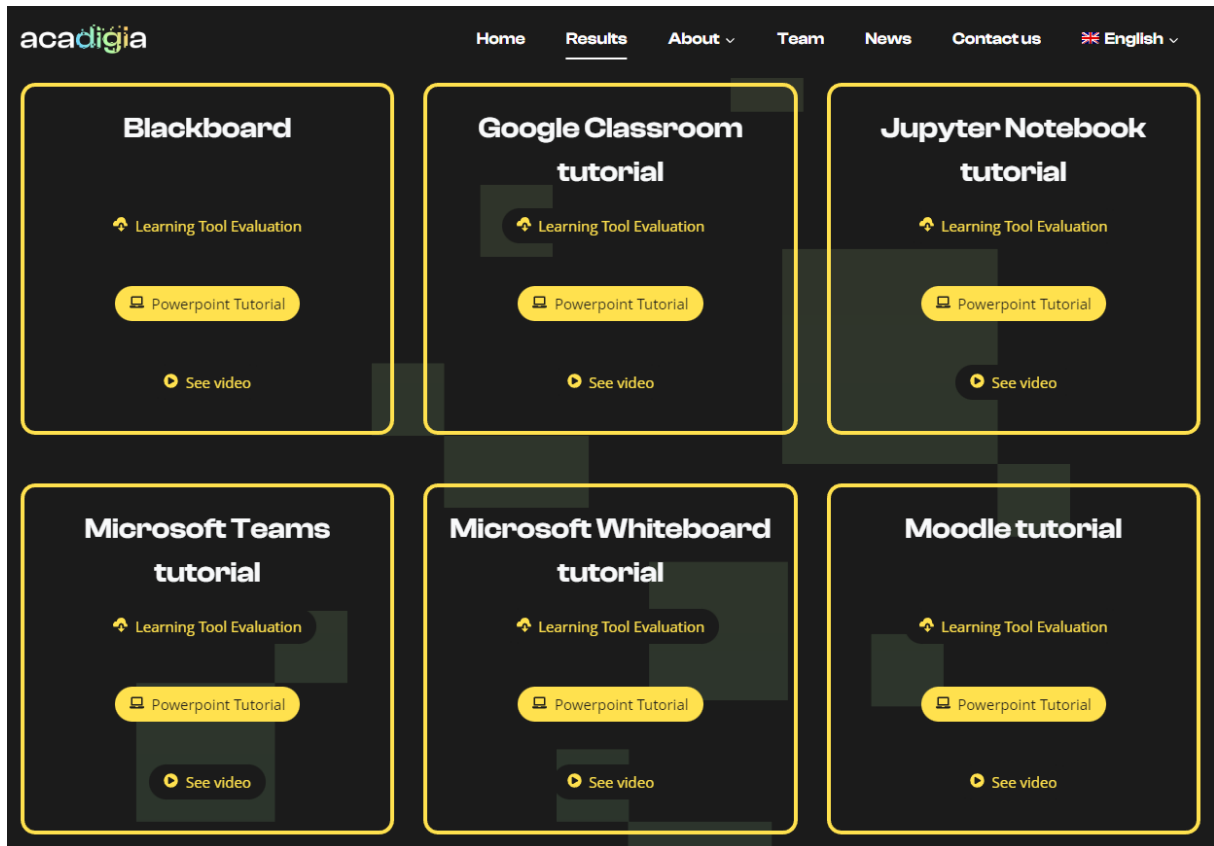 acadigia
Home Results About Team News Contact us English
Blackboard
Learning Tool Evaluation
Powerpoint Tutorial
See video
Google Classroom
tutorial
Learning Tool Evaluation
Powerpoint Tutorial
See video
Jupyter Notebook
tutorial
Learning Tool Evaluation
Powerpoint Tutorial
See video
Microsoft Teams
tutorial
Learning Tool Evaluation
Powerpoint Tutorial
See video
Microsoft Whiteboard
tutorial
Learning Tool Evaluation
Powerpoint Tutorial
See video
Moodle tutorial
Learning Tool Evaluation
Powerpoint Tutorial
See video